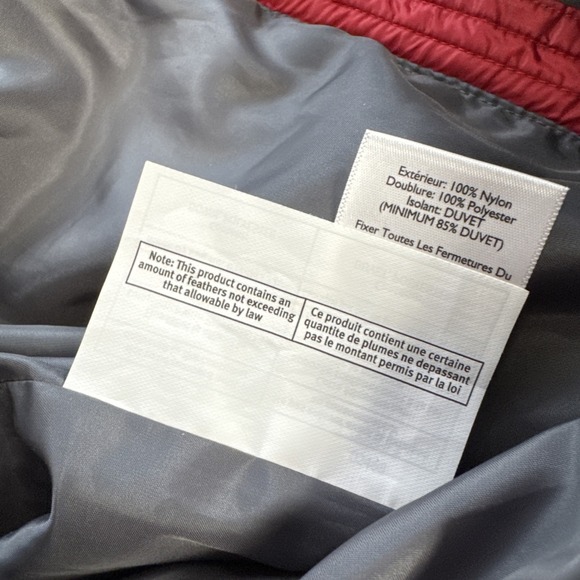 Extérieur: 100% Nylon
Doublure: 100% Polyester
Isolant: DUVET
(MINIMUM 85% DUVET)
Fixer Toutes Les Fermetures Du
Note: This product contains an
amount of feathers not exceeding
that allowable by law
Ce produit contient une certaine
quantite de plumes ne depassant
pas le montant permis par la loi